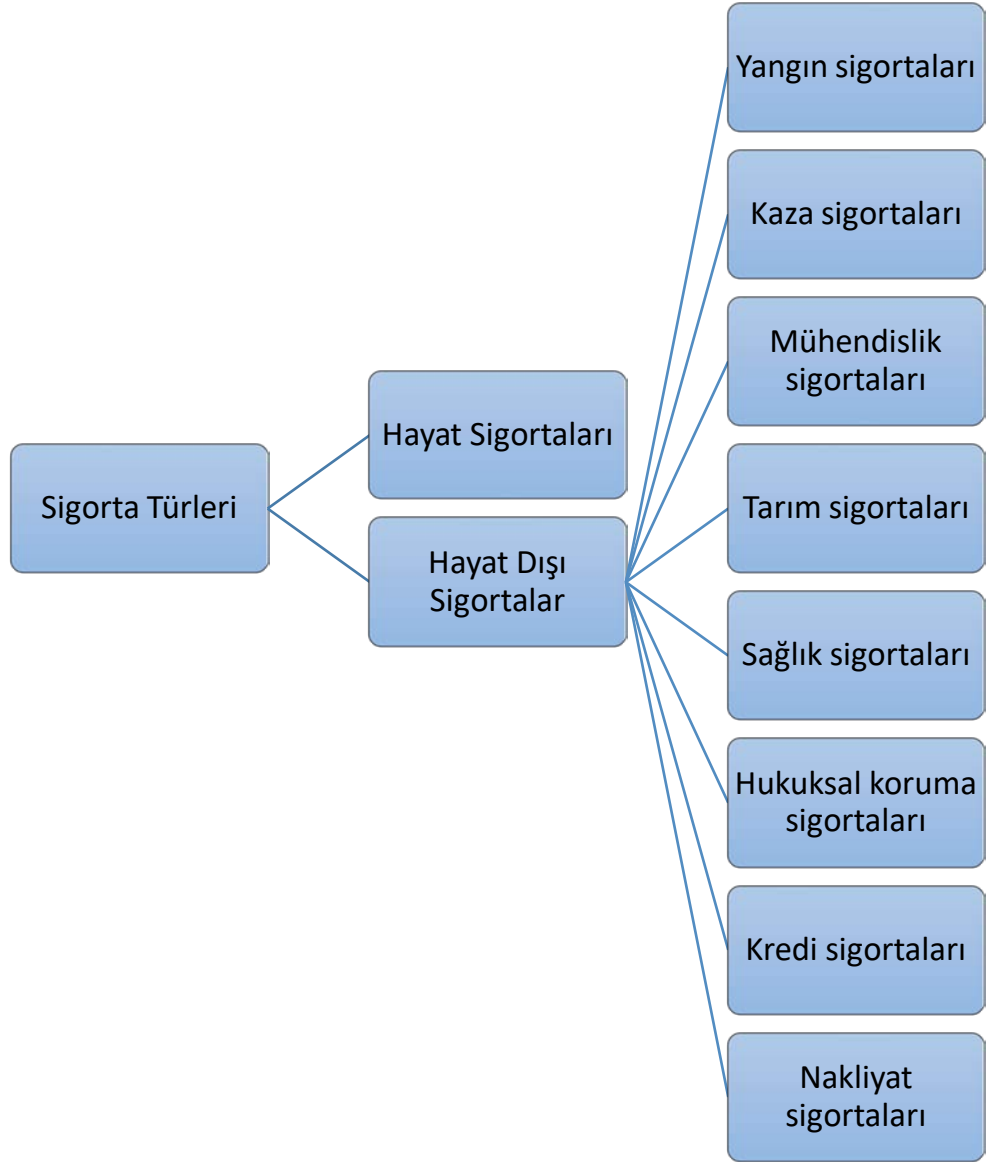 Sigorta Türleri
Hayat Sigortaları
Hayat Dışı
Sigortalar
Yangın sigortaları
Kaza sigortaları
Mühendislik
sigortaları
Tarım sigortaları
Sağlık sigortaları
Hukuksal koruma
sigortaları
Kredi sigortaları
Nakliyat
sigortaları